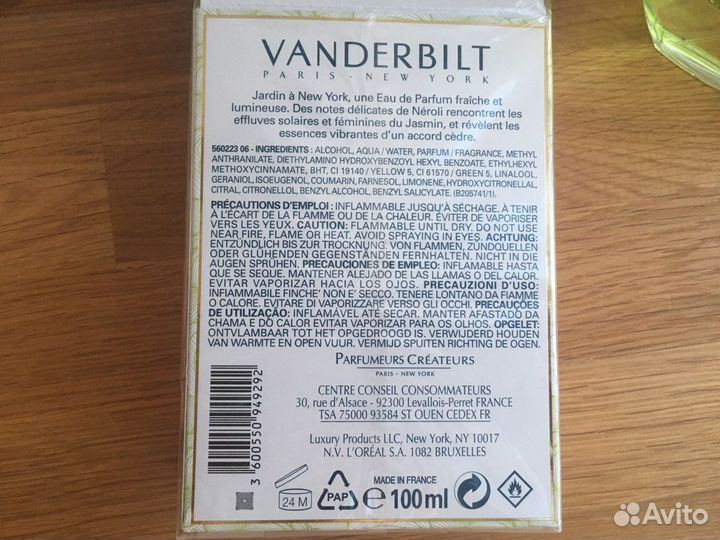 VANDERBILT
PARIS - NEW YORK
Jardin à New York, une Eau de Parfum fraîche et
lumineuse. Des notes délicates de Néroli rencontrent les
effluves solaires et féminines du Jasmin, et révèlent les
essences vibrantes d'un accord cèdre.
560223 06 - INGREDIENTS : ALCOHOL, AQUA / WATER, PARFUM / FRAGRANCE, METHYL
ANTHRANILATE, DIETHYLAMINO HYDROXYBENZOYL HEXYL BENZOATE, ETHYLHEXYL
METHOXYCINNAMATE, BHT, CI 19140 / YELLOW 5, CI 61570 / GREEN 5, LINALOOL,
GERANIOL, ISOEUGENOL, COUMARIN, FARNESOL, LIMONENE, HYDROXYCITRONELLAL,
CITRAL, CITRONELLOL, BENZYL ALCOHOL, BENZYL SALICYLATE. (B205741/1).
PRÉCAUTIONS D'EMPLOI : INFLAMMABLE JUSQU'À SÉCHAGE. À TENIR
À L'ÉCART DE LA FLAMME OU DE LA CHALEUR. ÉVITER DE VAPORISER
VERS LES YEUX. CAUTION: FLAMMABLE UNTIL DRY. DO NOT USE
NEAR FIRE, FLAME OR HEAT. AVOID SPRAYING IN EYES. ACHTUNG:
ENTZÜNDLICH BIS ZUR TROCKNUNG. VON FLAMMEN, ZÜNDQUELLEN
ODER GLÜHENDEN GEGENSTÄNDEN FERNHALTEN. NICHT IN DIE
AUGEN SPRÜHEN. PRECAUCIONES DE EMPLEO: INFLAMABLE HASTA
QUE SE SEQUE. MANTENER ALEJADO DE LAS LLAMAS O DEL CALOR.
EVITAR VAPORIZAR HACIA LOS OJOS. PRECAUZIONI D'USO:
INFIAMMABILE FINCHE' NON E' SECCO. TENERE LONTANO DA FIAMME
O CALORE. EVITARE DI VAPORIZZARE VERSO GLI OCCHI. PRECAUÇÕES
DE UTILIZAÇÃO: INFLAMÁVEL ATÉ SECAR. MANTER AFASTADO DA
CHAMA E DO CALOR EVITAR VAPORIZAR PARA OS OLHOS. OPGELET:
ONTVLAMBAAR TOT HET OPGEDROOGD IS. VERWIJDERD HOUDEN
VAN WARMTE EN OPEN VUUR. VERMIJD SPUITEN RICHTING DE OGEN.
PARFUMEURS CRÉATEURS
PARIS - NEW YORK
CENTRE CONSEIL CONSOMMATEURS
30, rue d'Alsace - 92300 Levallois-Perret FRANCE
TSA 75000 93584 ST OUEN CEDEX FR
Luxury Products LLC, New York, NY 10017
N.V. L'ORÉAL S.A. 1082 BRUXELLES
3 600550 949292
MADE IN FRANCE
24 M
PAP
e 100 ml
Avito